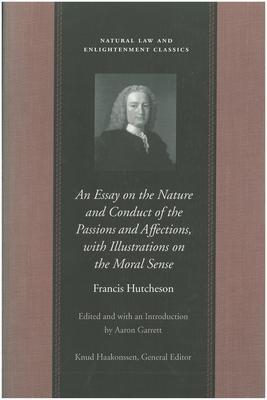 NATURAL LAW AND
ENLIGHTENMENT CLASSICS
An Essay on the Nature
and Conduct of the
Passions and Affections,
with Illustrations on
the Moral Sense
Francis Hutcheson
Edited and with an Introduction
by Aaron Garrett
Knud Haakonssen, General Editor